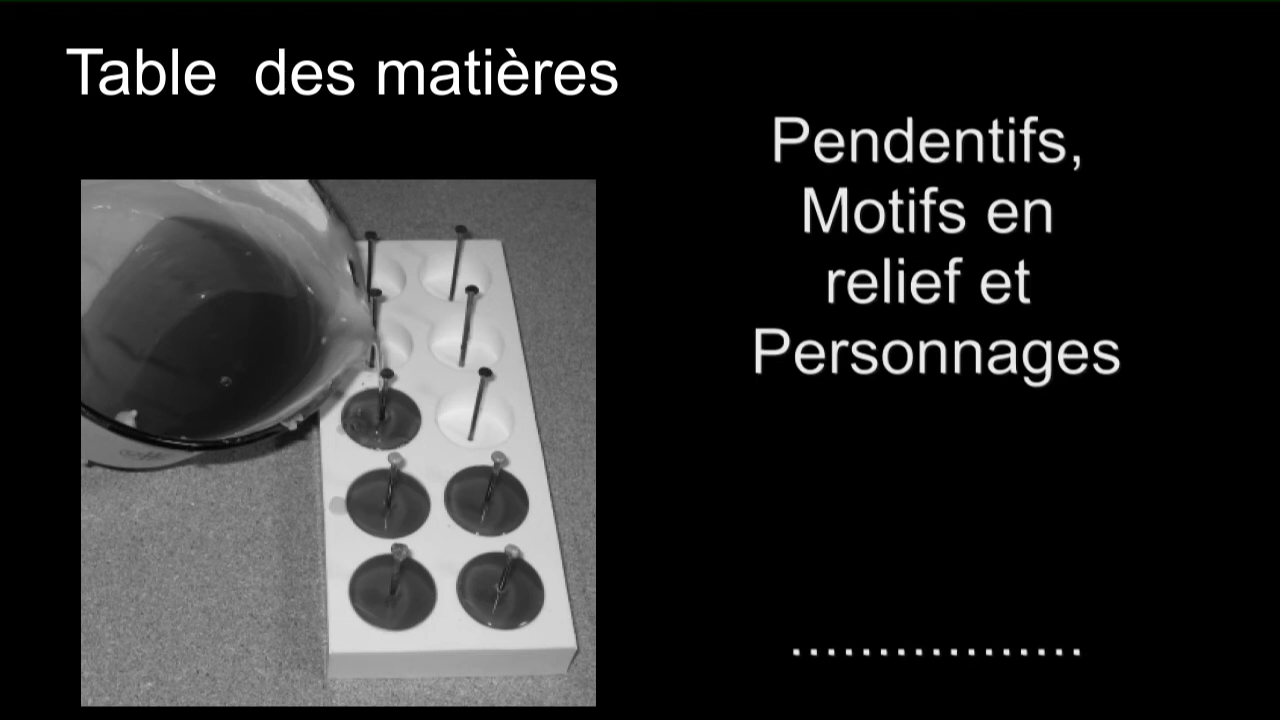 Table des matières
Pendentifs,
Motifs en
relief et
Personnages
.................